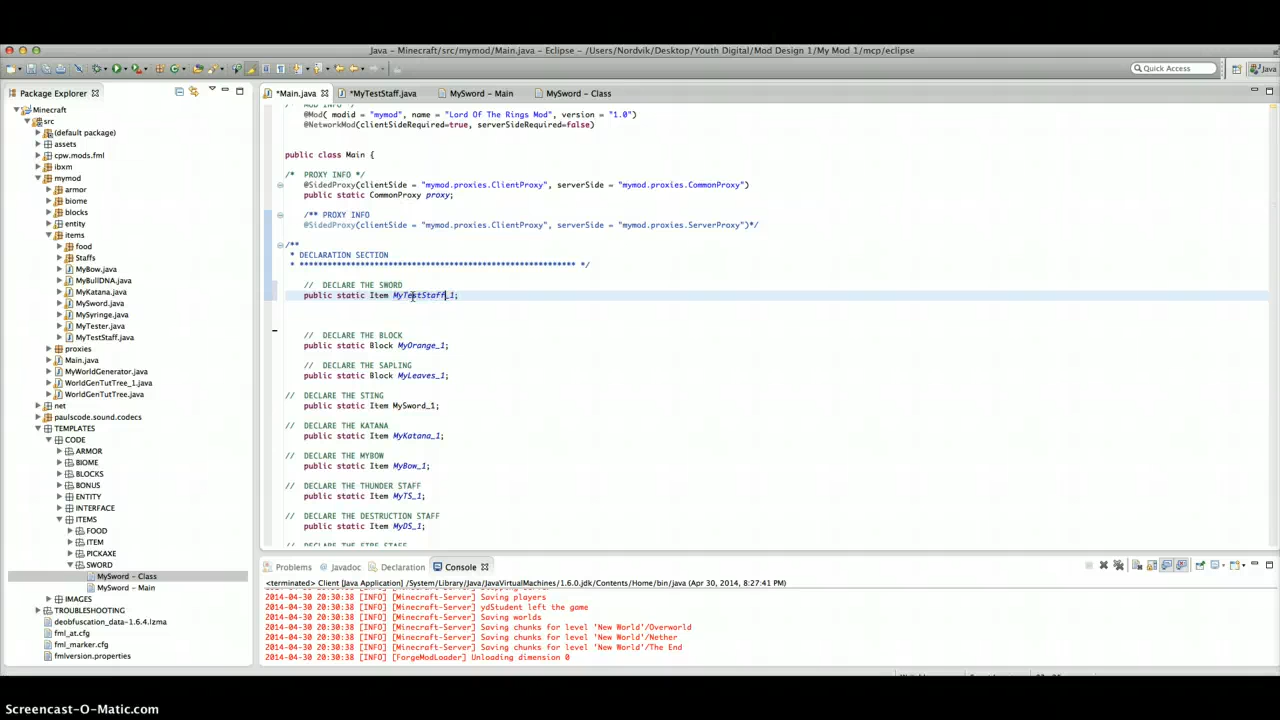 Java - Minecraft/src/mymod/Main.java - Eclipse - /Users/Nordvik/Desktop/Youth Digital/Mod Design 1/My Mod 1/mcp/eclipse
Quick Access
Java
Package Explorer
*Main.java
*MyTestStaff.java
MySword - Main
MySword - Class
Minecraft
src
(default package)
assets
cpw.mods.fml
ibxm
mymod
armor
biome
blocks
entity
items
food
Staffs
MyBow.java
MyBullDNA.java
MyKatana.java
MySword.java
MySyringe.java
MyTester.java
MyTestStaff.java
proxies
Main.java
MyWorldGenerator.java
WorldGenTutTree_1.java
WorldGenTutTree.java
net
paulscode.sound.codecs
TEMPLATES
CODE
ARMOR
BIOME
BLOCKS
BONUS
ENTITY
INTERFACE
ITEMS
FOOD
ITEM
PICKAXE
SWORD
MySword - Class
MySword - Main
IMAGES
TROUBLESHOOTING
deobfuscation_data-1.6.4.lzma
fml_at.cfg
fml_marker.cfg
fmlversion.properties
/* MOD INFO */
@Mod( modid = "mymod", name = "Lord Of The Rings Mod", version = "1.0")
@NetworkMod(clientSideRequired=true, serverSideRequired=false)
public class Main {
/* PROXY INFO */
@SidedProxy(clientSide = "mymod.proxies.ClientProxy", serverSide = "mymod.proxies.CommonProxy")
public static CommonProxy proxy;
/** PROXY INFO
@SidedProxy(clientSide = "mymod.proxies.ClientProxy", serverSide = "mymod.proxies.ServerProxy")*/
/**
* DECLARATION SECTION
* *********************************************************** */
// DECLARE THE SWORD
public static Item MyTestStaff_1;
// DECLARE THE BLOCK
public static Block MyOrange_1;
// DECLARE THE SAPLING
public static Block MyLeaves_1;
// DECLARE THE STING
public static Item MySword_1;
// DECLARE THE KATANA
public static Item MyKatana_1;
// DECLARE THE MYBOW
public static Item MyBow_1;
// DECLARE THE THUNDER STAFF
public static Item MyTS_1;
// DECLARE THE DESTRUCTION STAFF
public static Item MyDS_1;
// DECLARE THE FIRE STAFF
Problems
Javadoc
Declaration
Console
<terminated> Client [Java Application] /System/Library/Java/JavaVirtualMachines/1.6.0.jdk/Contents/Home/bin/java (Apr 30, 2014, 8:27:41 PM)
2014-04-30 20:30:38 [INFO] [Minecraft-Server] Saving players
2014-04-30 20:30:38 [INFO] [Minecraft-Server] ydStudent left the game
2014-04-30 20:30:38 [INFO] [Minecraft-Server] Saving worlds
2014-04-30 20:30:38 [INFO] [Minecraft-Server] Saving chunks for level 'New World'/Overworld
2014-04-30 20:30:38 [INFO] [Minecraft-Server] Saving chunks for level 'New World'/Nether
2014-04-30 20:30:38 [INFO] [Minecraft-Server] Saving chunks for level 'New World'/The End
2014-04-30 20:30:38 [INFO] [ForgeModLoader] Unloading dimension 0
Screencast-O-Matic.com